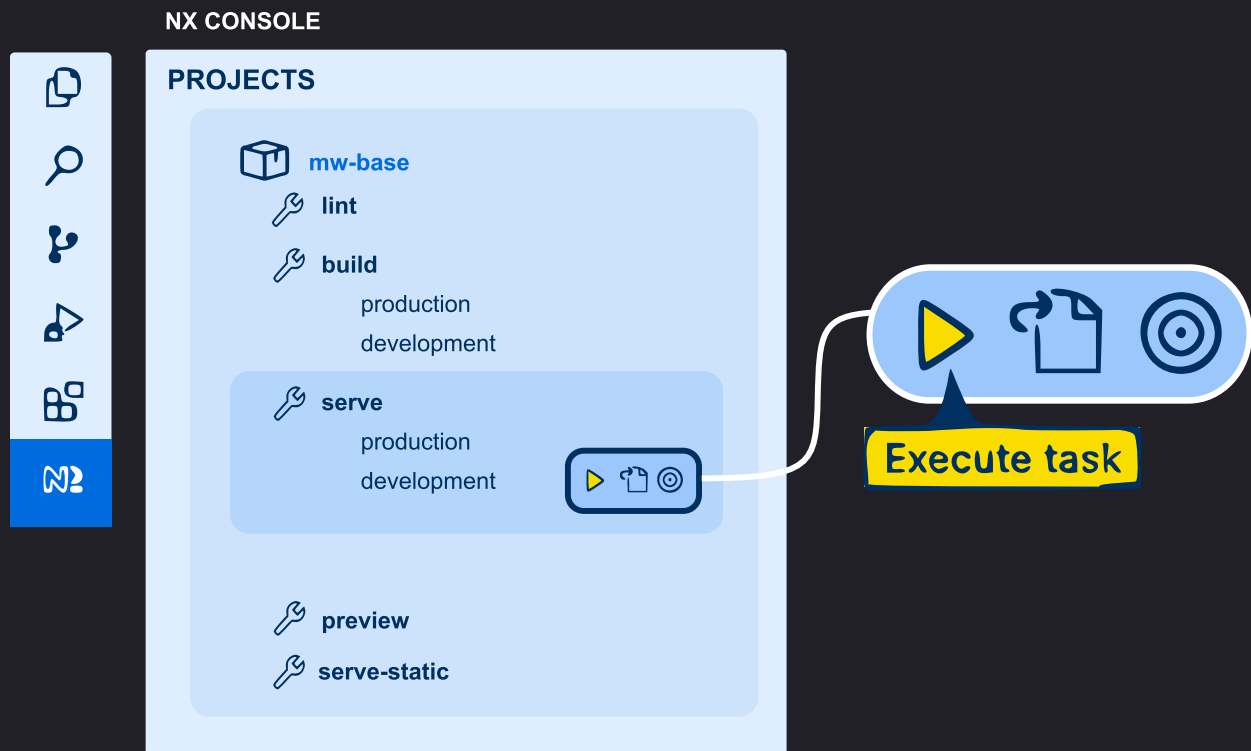 NX CONSOLE
PROJECTS
mw-base
lint
build
production
development
serve
production
development
Execute task
preview
serve-static